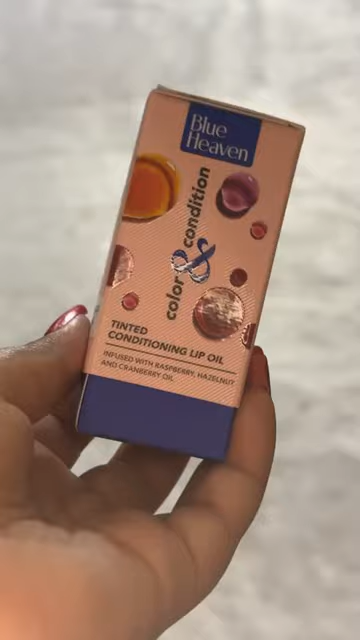 Blue
Heaven
color & condition
TINTED
CONDITIONING LIP OIL
INFUSED WITH RASPBERRY, HAZELNUT
AND CRANBERRY OIL